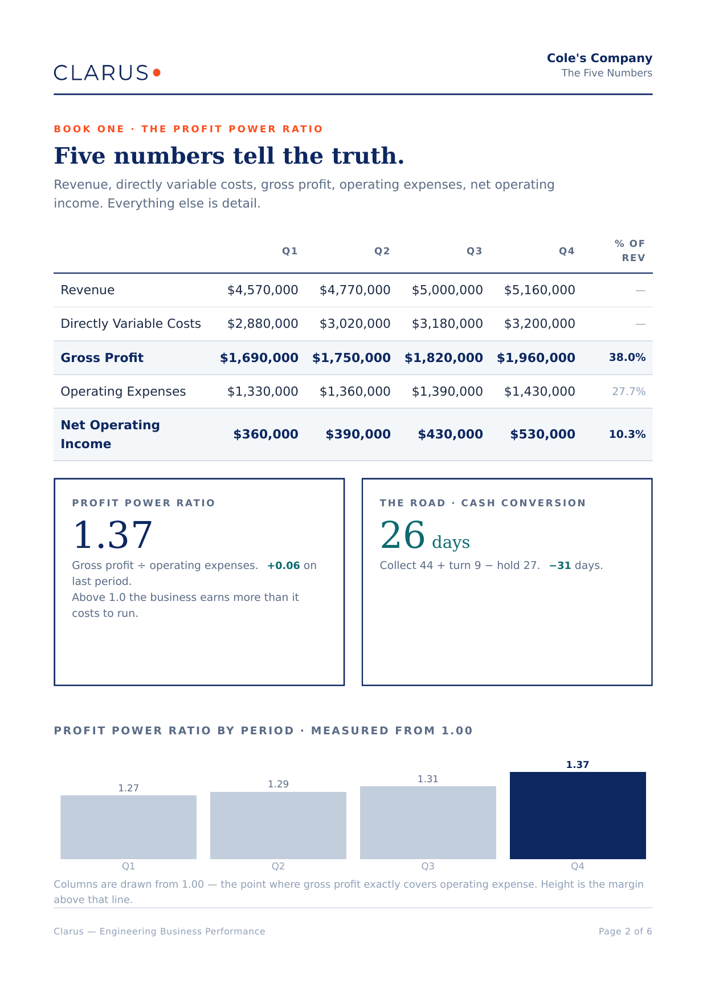 CLARUS
Cole's Company
The Five Numbers
BOOK ONE · THE PROFIT POWER RATIO
Five numbers tell the truth.
Revenue, directly variable costs, gross profit, operating expenses, net operating
income. Everything else is detail.
Q1 Q2 Q3 Q4 % OF
REV
Revenue $4,570,000 $4,770,000 $5,000,000 $5,160,000 —
Directly Variable Costs $2,880,000 $3,020,000 $3,180,000 $3,200,000 —
Gross Profit $1,690,000 $1,750,000 $1,820,000 $1,960,000 38.0%
Operating Expenses $1,330,000 $1,360,000 $1,390,000 $1,430,000 27.7%
Net Operating
Income $360,000 $390,000 $430,000 $530,000 10.3%
PROFIT POWER RATIO
1.37
Gross profit ÷ operating expenses. +0.06 on
last period.
Above 1.0 the business earns more than it
costs to run.
THE ROAD · CASH CONVERSION
26 days
Collect 44 + turn 9 − hold 27. −31 days.
PROFIT POWER RATIO BY PERIOD · MEASURED FROM 1.00
1.27 1.29 1.31 1.37
Q1 Q2 Q3 Q4
Columns are drawn from 1.00 — the point where gross profit exactly covers operating expense. Height is the margin
above that line.
Clarus — Engineering Business Performance
Page 2 of 6